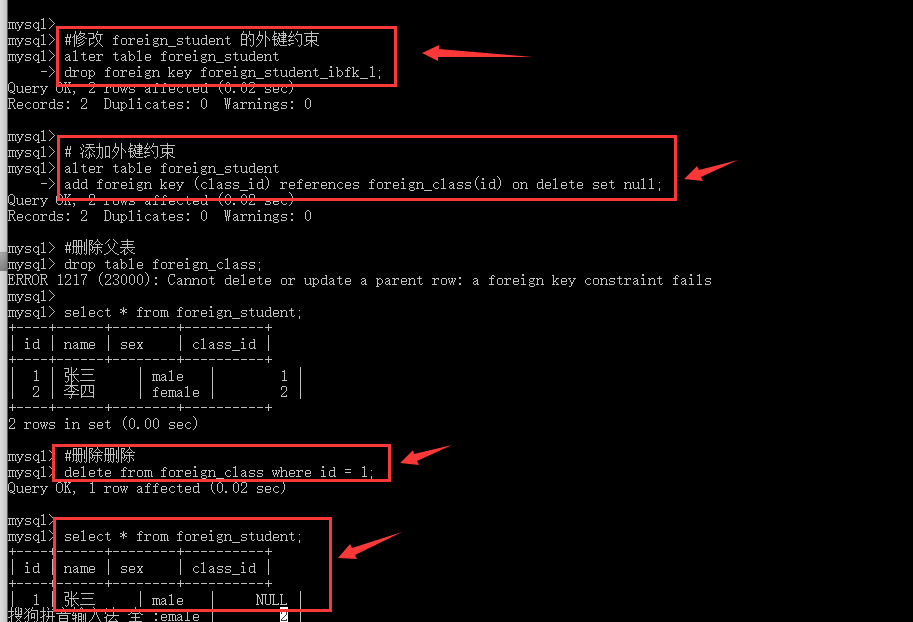 mysql>
mysql> #修改 foreign_student 的外键约束
mysql> alter table foreign_student
-> drop foreign key foreign_student_ibfk_1;
Query OK, 2 rows affected (0.02 sec)
Records: 2  Duplicates: 0  Warnings: 0
mysql>
mysql> # 添加外键约束
mysql> alter table foreign_student
-> add foreign key (class_id) references foreign_class(id) on delete set null;
Query OK, 2 rows affected (0.02 sec)
Records: 2  Duplicates: 0  Warnings: 0
mysql> #删除父表
mysql> drop table foreign_class;
ERROR 1217 (23000): Cannot delete or update a parent row: a foreign key constraint fails
mysql>
mysql> select * from foreign_student;
+----+------+--------+----------+
| id | name | sex    | class_id |
+----+------+--------+----------+
|  1 | 张三     | male   |        1 |
|  2 | 李四     | female |        2 |
+----+------+--------+----------+
2 rows in set (0.00 sec)
mysql> #删除删除
mysql> delete from foreign_class where id = 1;
Query OK, 1 row affected (0.02 sec)
mysql>
mysql> select * from foreign_student;
+----+------+--------+----------+
| id | name | sex    | class_id |
+----+------+--------+----------+
|  1 | 张三     | male   |     NULL |
搜狗拼音输入法 全 :emale |        2 |